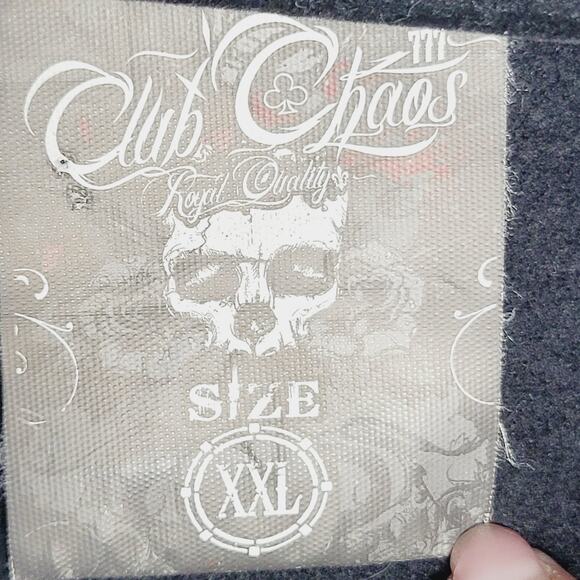 777
Club Chaos
Royal Quality
SIZE
XXL